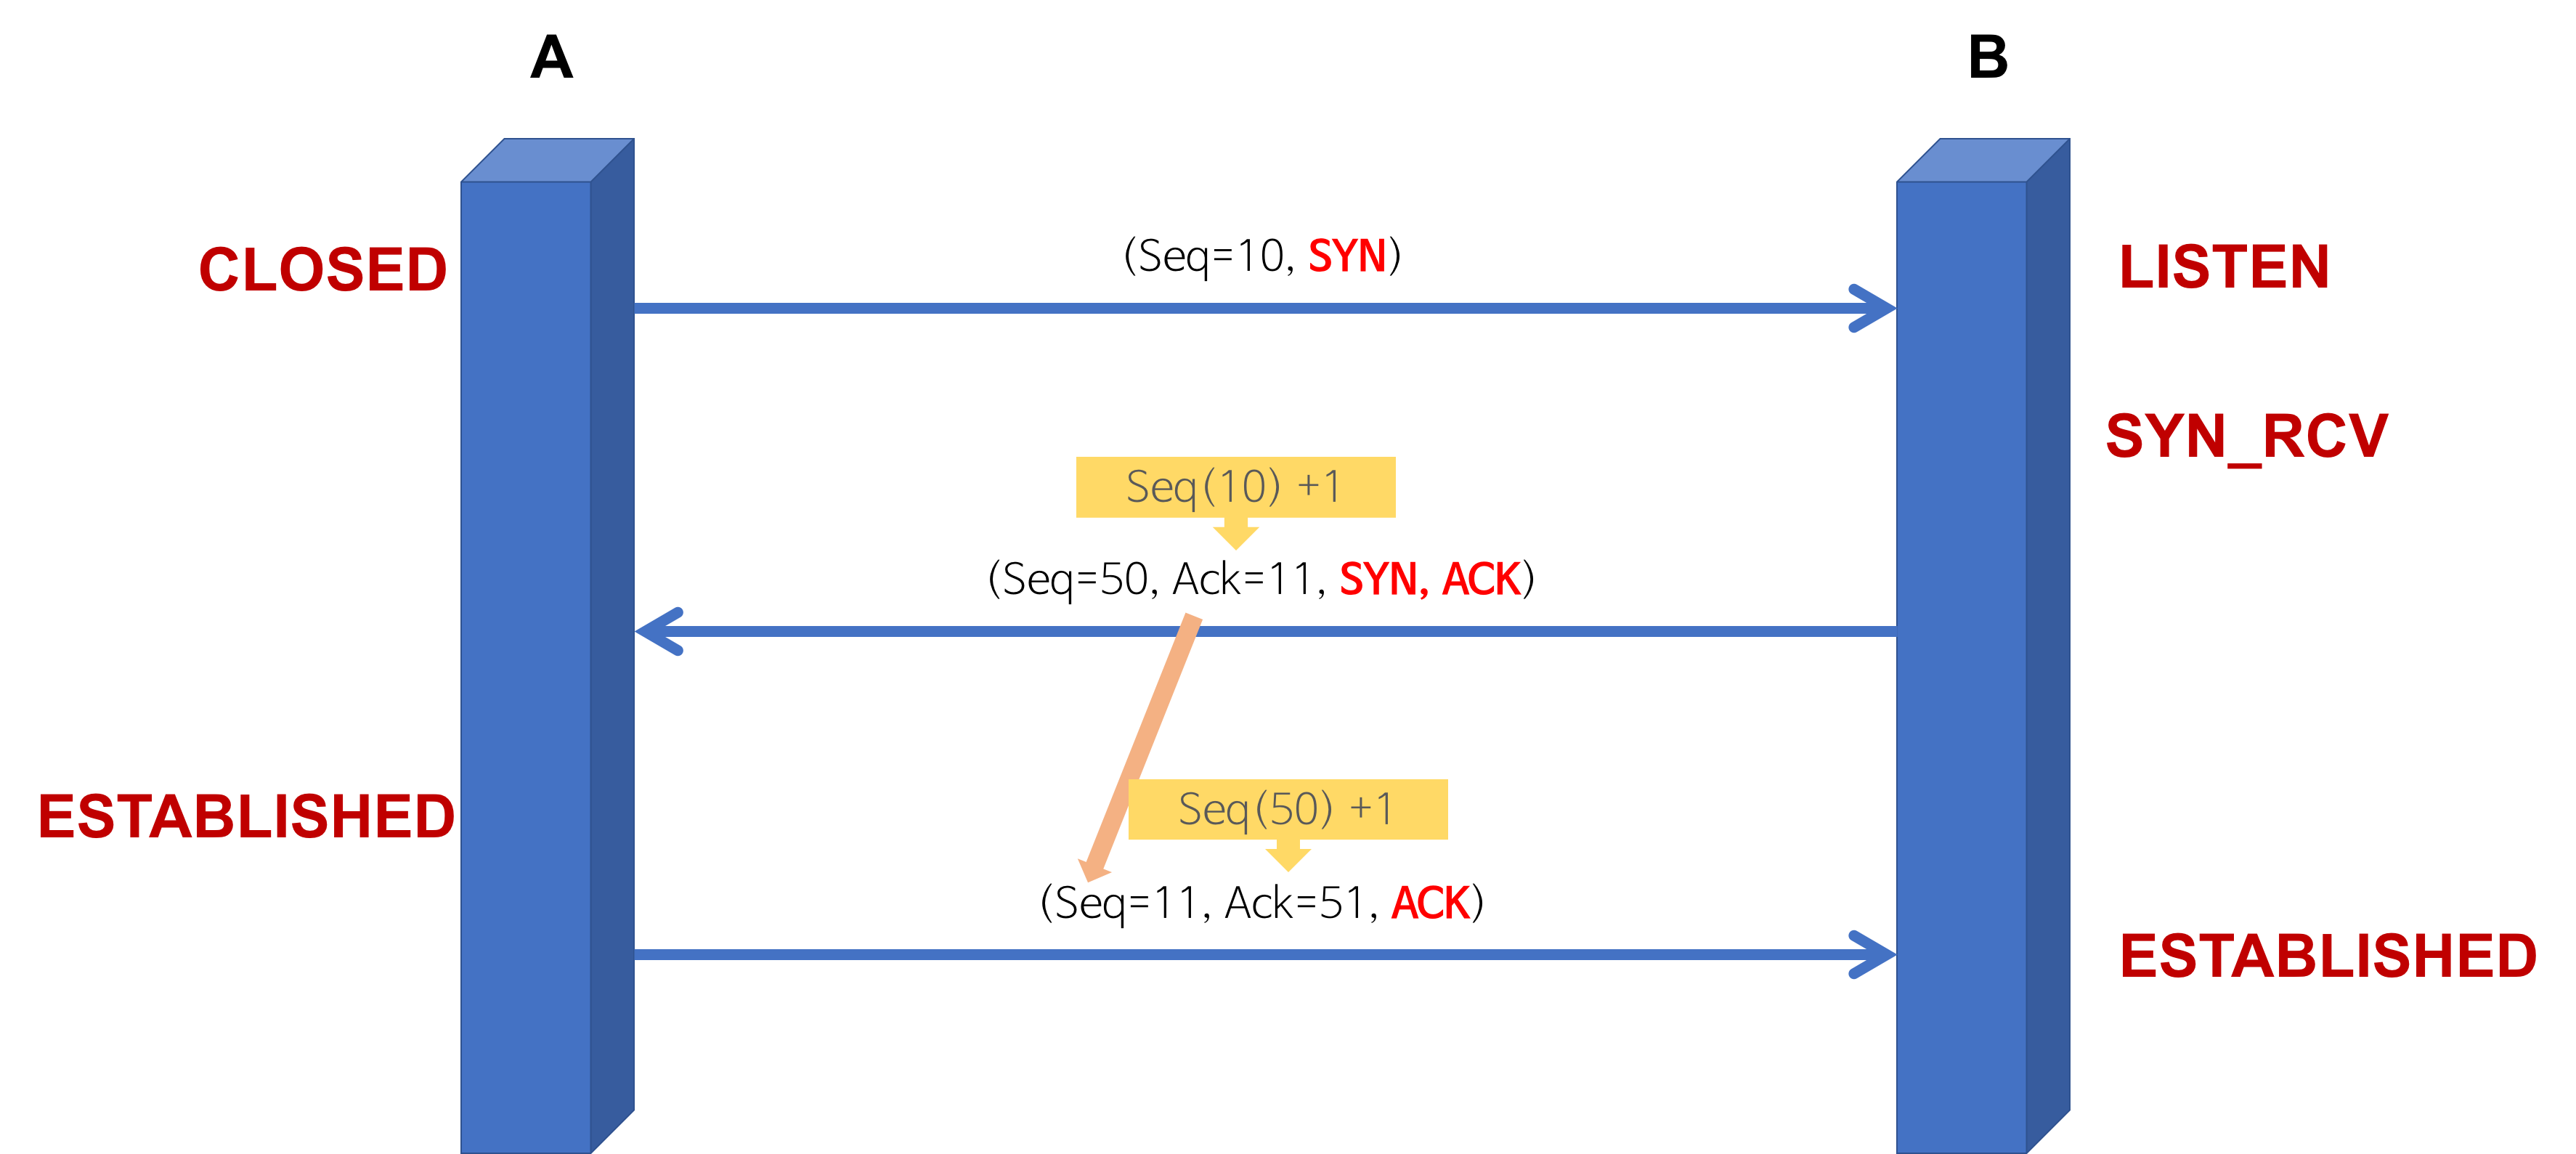 A
B
CLOSED
(Seq=10, SYN)
LISTEN
SYN_RCV
Seq(10) +1
(Seq=50, Ack=11, SYN, ACK)
ESTABLISHED
Seq(50) +1
(Seq=11, Ack=51, ACK)
ESTABLISHED